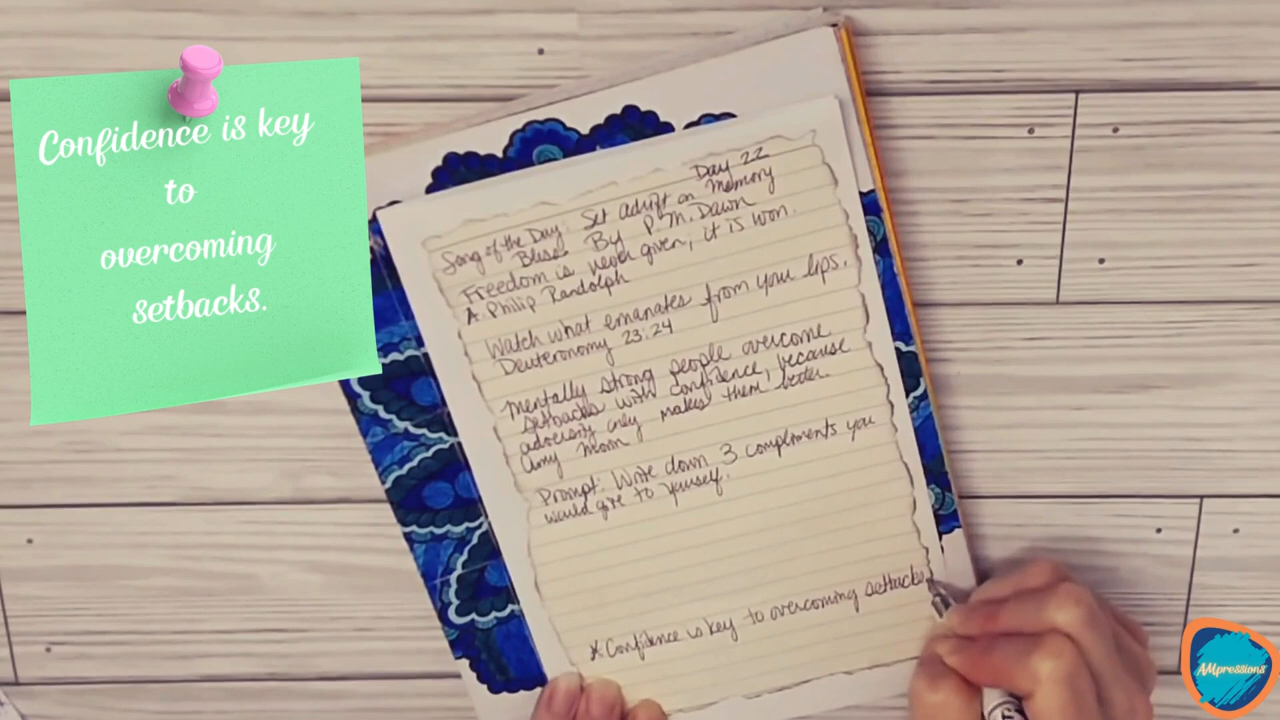 Confidence is key
to
overcoming
setbacks.
Day 22
Song of the Day: Set adrift on Memory
Bliss By P.M. Dawn
Freedom is never given, it is won.
A. Philip Randolph
Watch what emanates from your lips.
Deuteronomy 23:24
Mentally strong people overcome
setbacks with confidence, because
adversity only makes them better.
Amy Morin
Prompt: Write down 3 compliments you
would give to yourself.
*Confidence is key to overcoming setbacks
AMpressions